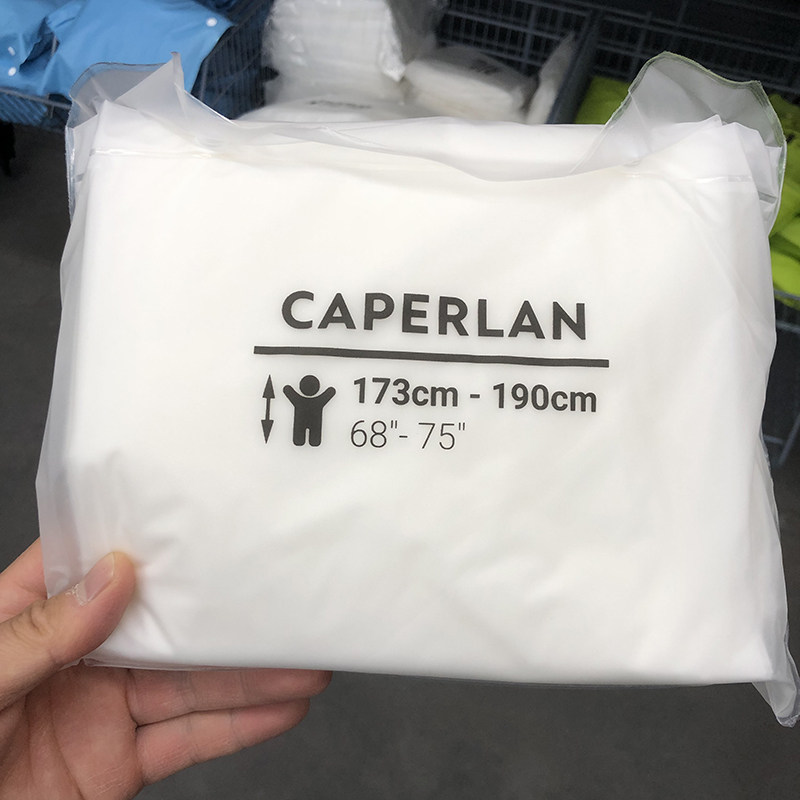 CAPERLAN
173cm - 190cm
68"- 75"